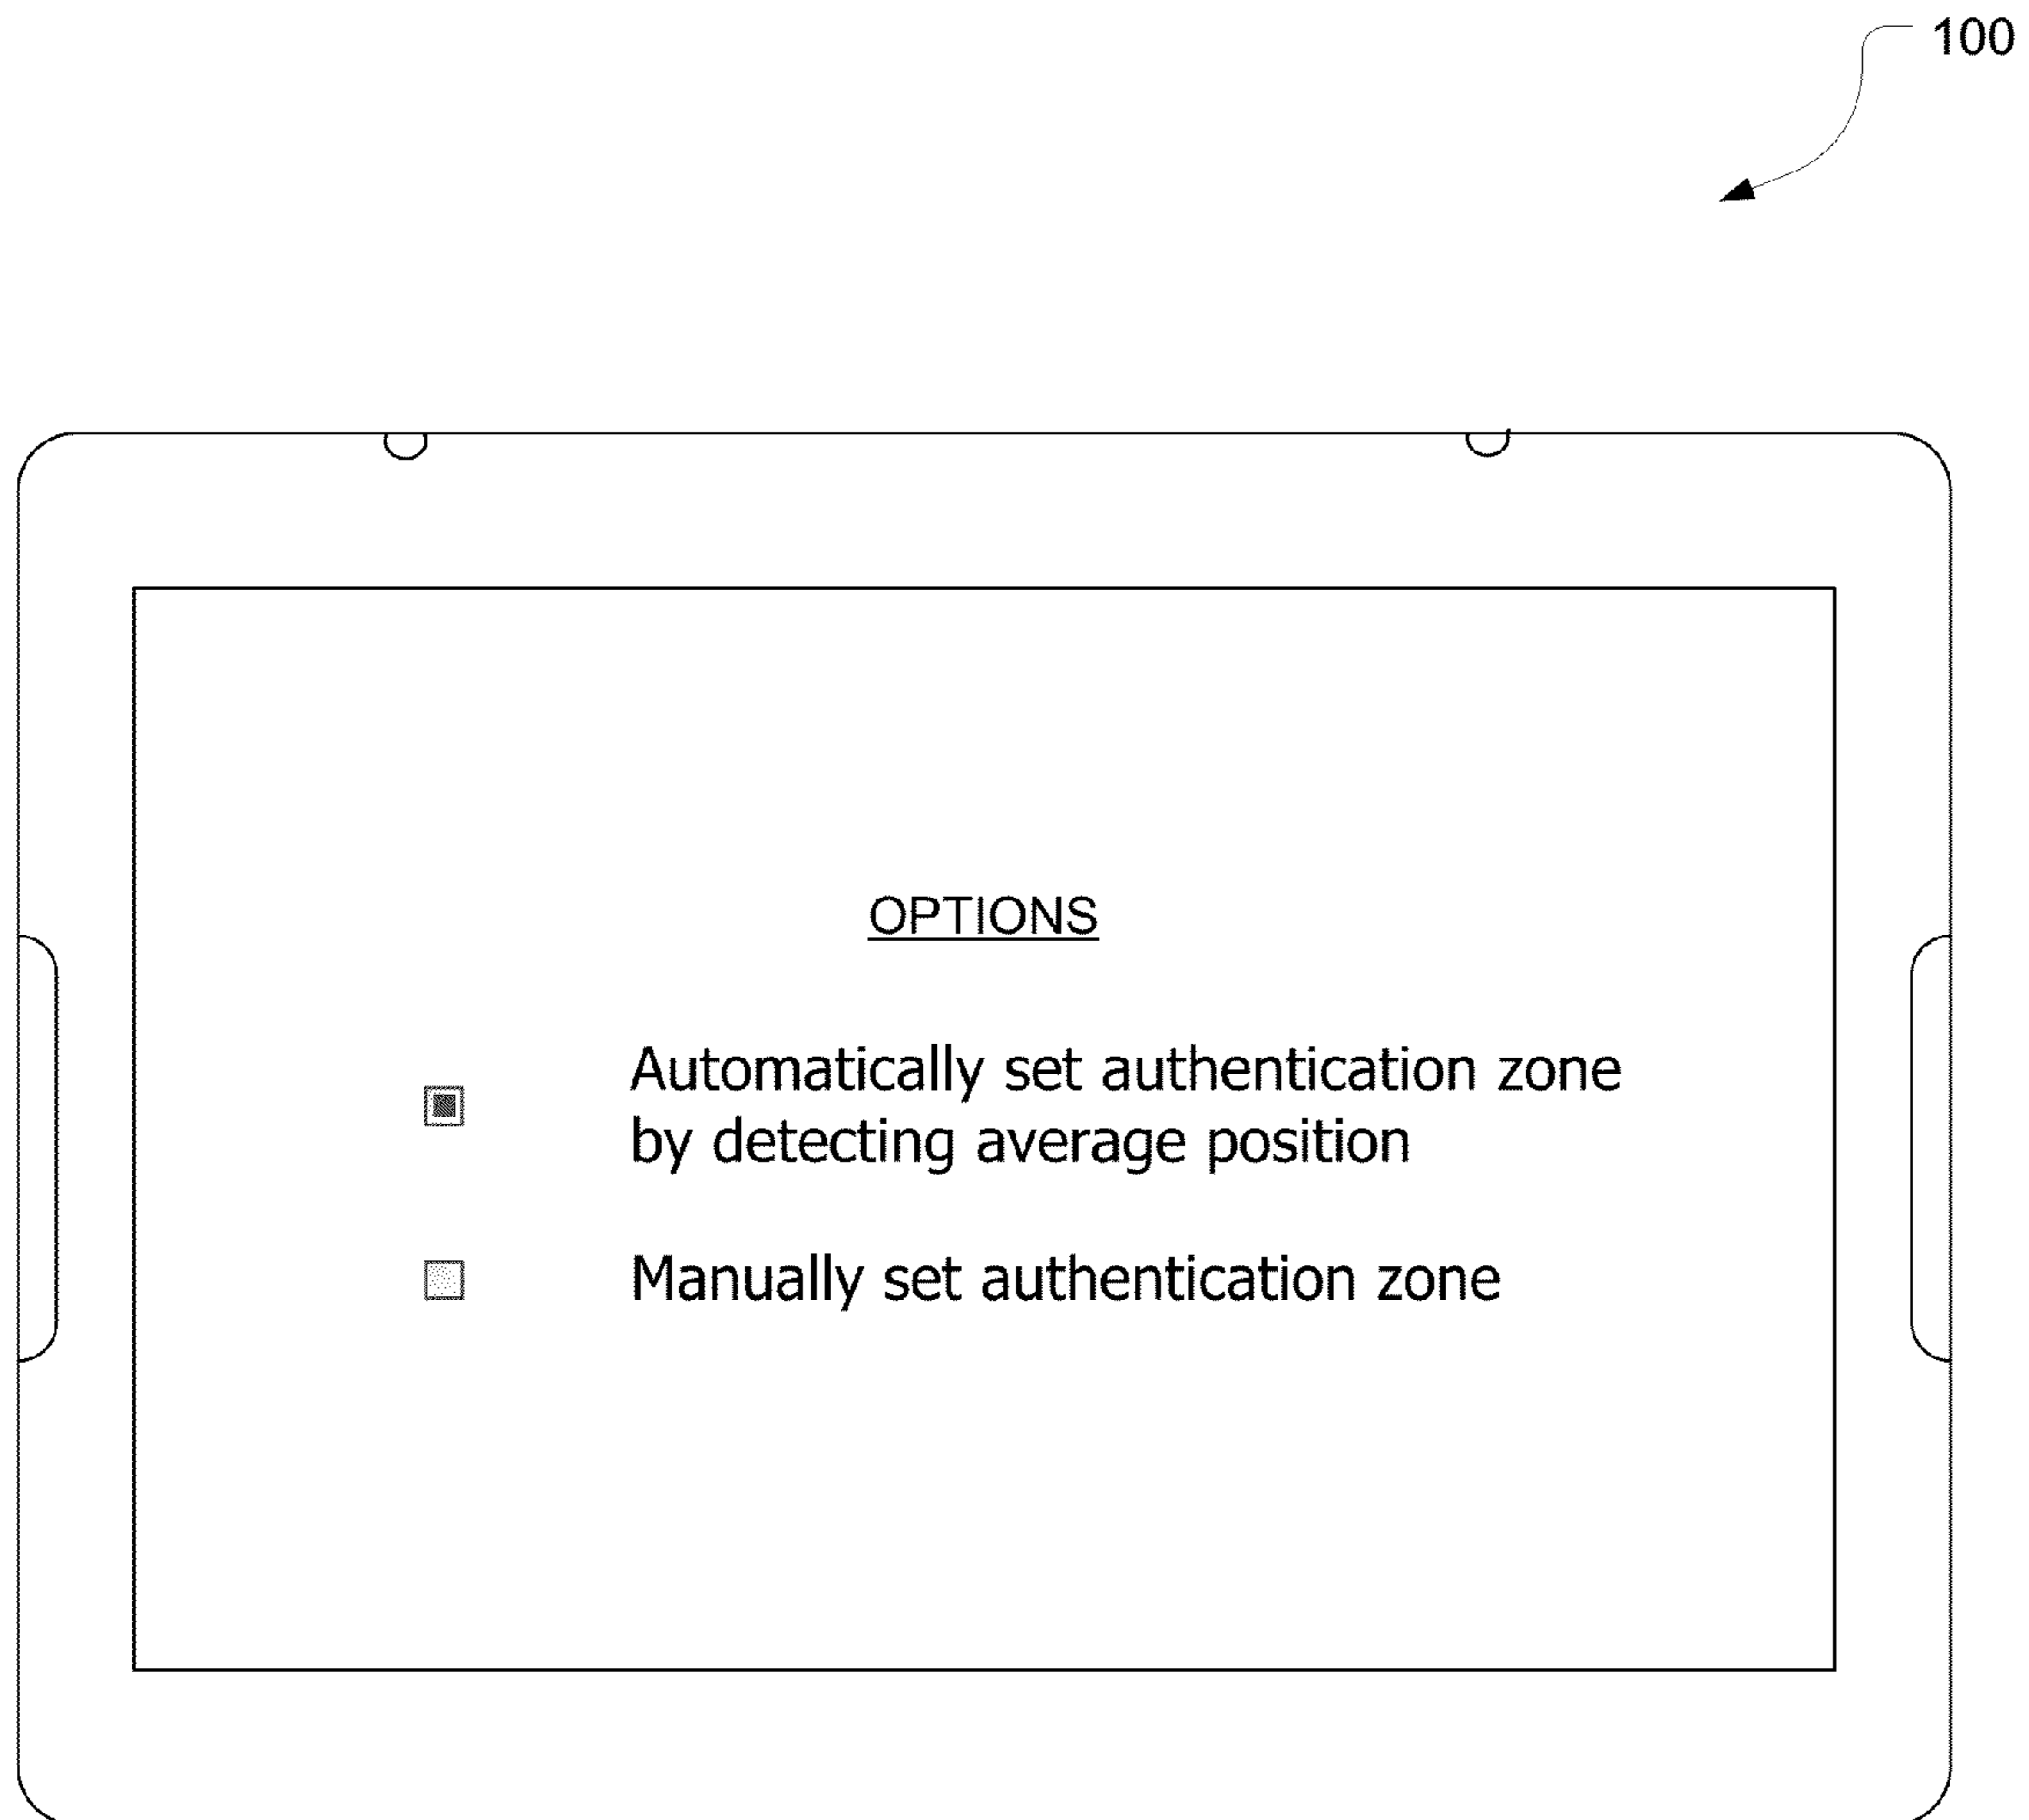 100
OPTIONS
Automatically set authentication zone
by detecting average position
Manually set authentication zone